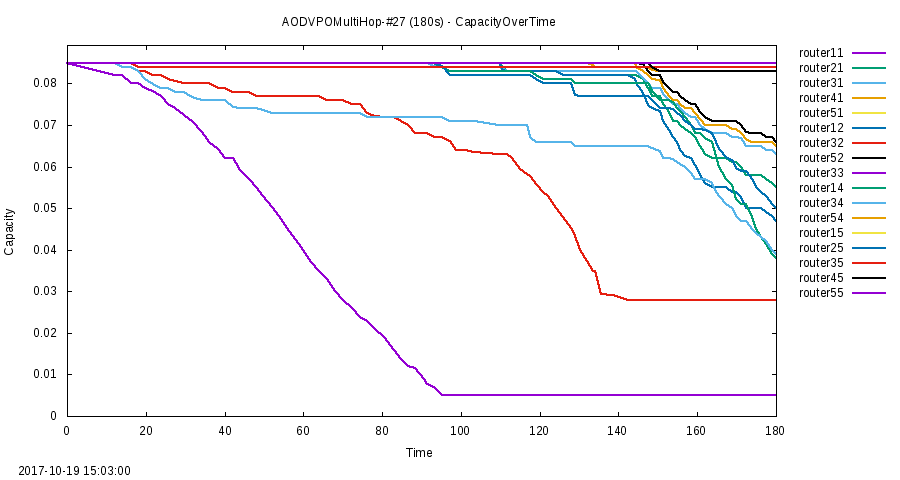 AODVPOMultiHop-#27 (180s) - CapacityOverTime
router11
router21
router31
router41
router51
router12
router32
router52
router33
router14
router34
router54
router15
router25
router35
router45
router55
0.08
0.07
0.06
0.05
0.04
0.03
0.02
0.01
0
Capacity
0 20 40 60 80 100 120 140 160 180
Time
2017-10-19 15:03:00